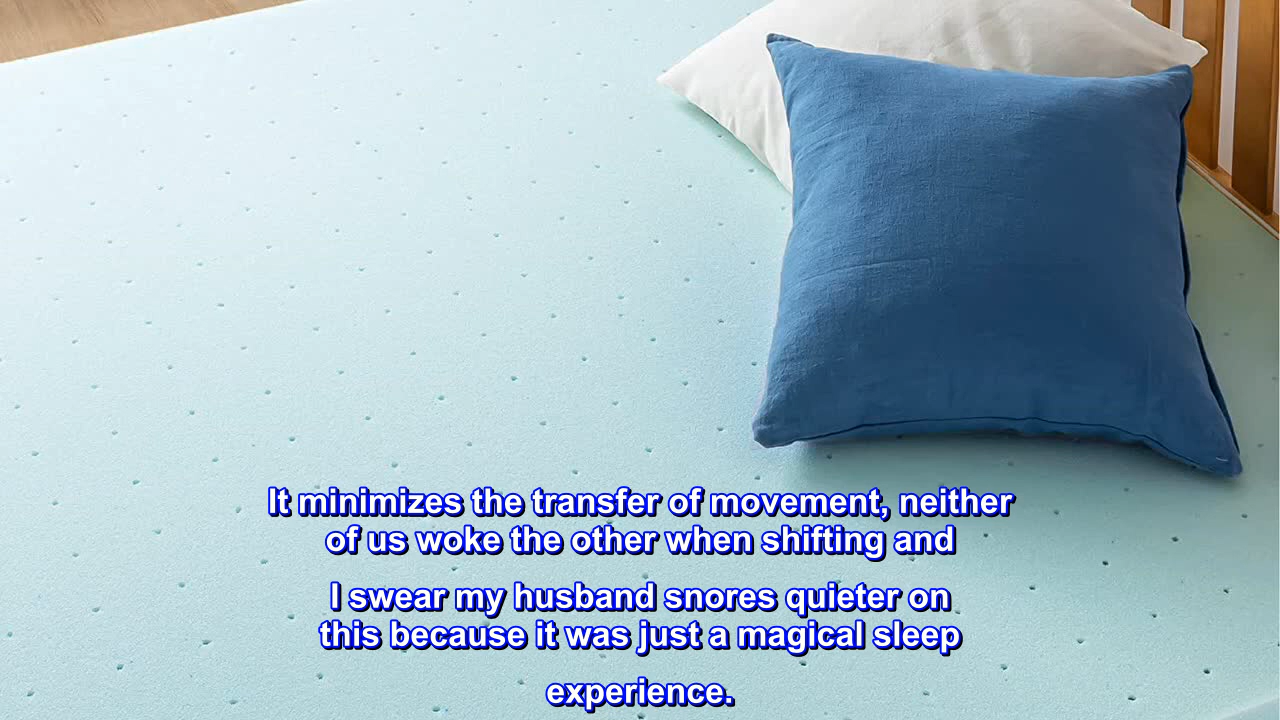 It minimizes the transfer of movement, neither
of us woke the other when shifting and
I swear my husband snores quieter on
this because it was just a magical sleep
experience.